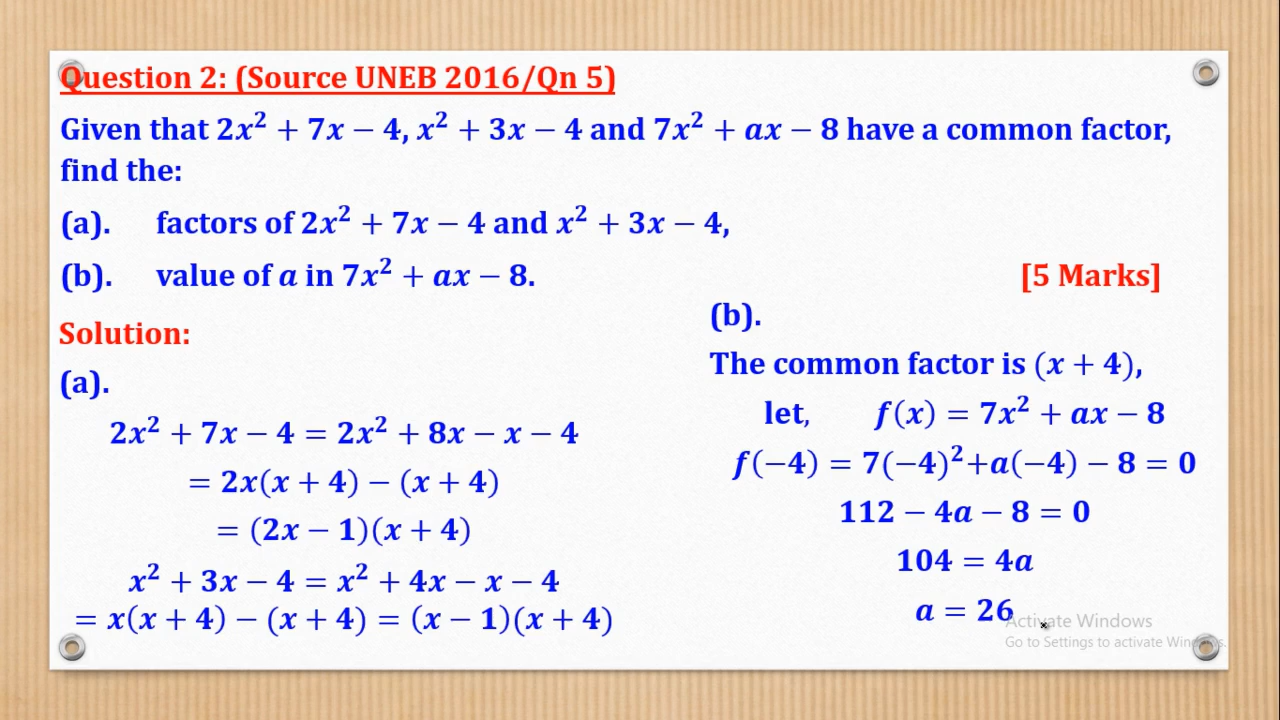 Question 2: (Source UNEB 2016/Qn 5)
Given that 2x² + 7x − 4, x² + 3x − 4 and 7x² + ax − 8 have a common factor,
find the:
(a). factors of 2x² + 7x − 4 and x² + 3x − 4,
(b). value of a in 7x² + ax − 8.
[5 Marks]
Solution:
(a).
2x² + 7x − 4 = 2x² + 8x − x − 4
= 2x(x + 4) − (x + 4)
= (2x − 1)(x + 4)
x² + 3x − 4 = x² + 4x − x − 4
= x(x + 4) − (x + 4) = (x − 1)(x + 4)
(b).
The common factor is (x + 4),
let, f(x) = 7x² + ax − 8
f(−4) = 7(−4)²+a(−4) − 8 = 0
112 − 4a − 8 = 0
104 = 4a
a = 26
Activate Windows
Go to Settings to activate Windows.